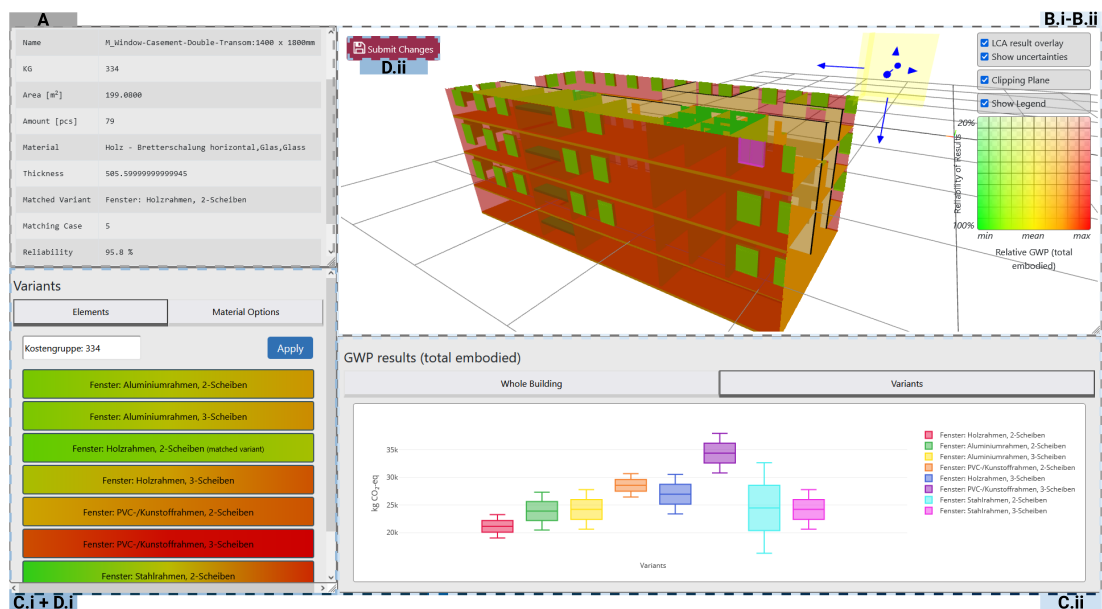 A
B.i-B.ii
Name M_Window-Casement-Double-Transom:1400 x 1800mm
KG 334
Area [m²] 199.0800
Amount [pcs] 79
Material Holz - Bretterschalung horizontal,Glas,Glass
Thickness 505.59999999999945
Matched Variant Fenster: Holzrahmen, 2-Scheiben
Matching Case 5
Reliability 95.8 %
Submit Changes
D.ii
LCA result overlay
Show uncertainties
Clipping Plane
Show Legend
20%
Reliability of Results
100%
min mean max
Relative GWP (total
embodied)
Variants
Elements Material Options
Kostengruppe: 334 Apply
Fenster: Aluminiumrahmen, 2-Scheiben
Fenster: Aluminiumrahmen, 3-Scheiben
Fenster: Holzrahmen, 2-Scheiben (matched variant)
Fenster: Holzrahmen, 3-Scheiben
Fenster: PVC-/Kunstoffrahmen, 2-Scheiben
Fenster: PVC-/Kunstoffrahmen, 3-Scheiben
Fenster: Stahlrahmen, 2-Scheiben
C.i + D.i
GWP results (total embodied)
Whole Building Variants
35k
30k
25k
20k
kg CO₂-eq
Variants
Fenster: Holzrahmen, 2-Scheiben
Fenster: Aluminiumrahmen, 2-Scheiben
Fenster: Aluminiumrahmen, 3-Scheiben
Fenster: PVC-/Kunstoffrahmen, 2-Scheiben
Fenster: Holzrahmen, 3-Scheiben
Fenster: PVC-/Kunstoffrahmen, 3-Scheiben
Fenster: Stahlrahmen, 2-Scheiben
Fenster: Stahlrahmen, 3-Scheiben
C.ii